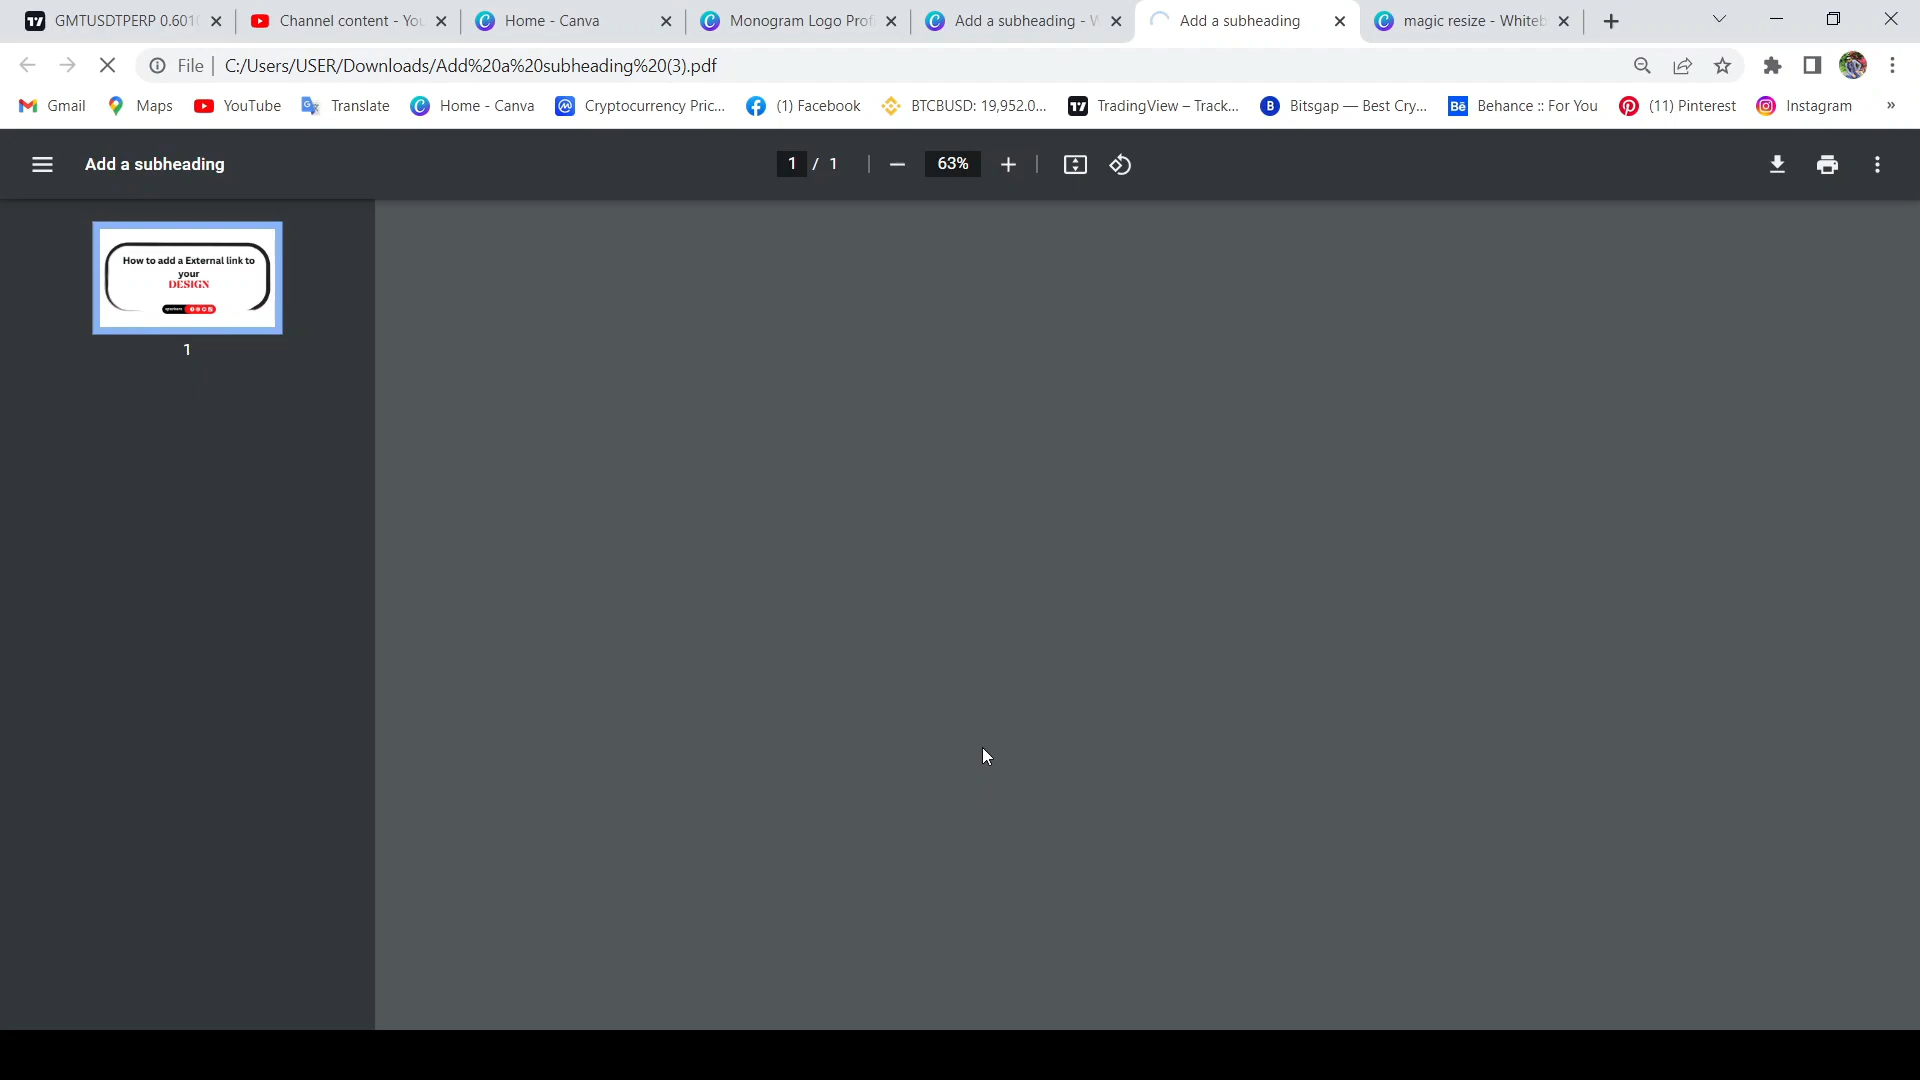 GMTUSDTPERP 0.601
Channel content - You
Home - Canva
Monogram Logo Prof
Add a subheading - W
Add a subheading
magic resize - Whiteb
File
C:/Users/USER/Downloads/Add%20a%20subheading%20(3).pdf
Gmail
Maps
YouTube
Translate
Home - Canva
Cryptocurrency Pric...
(1) Facebook
BTCBUSD: 19,952.0...
TradingView – Track...
Bitsgap — Best Cry...
Behance :: For You
(11) Pinterest
Instagram
»
Add a subheading
1 / 1
63%
How to add a External link to
your
DESIGN
1